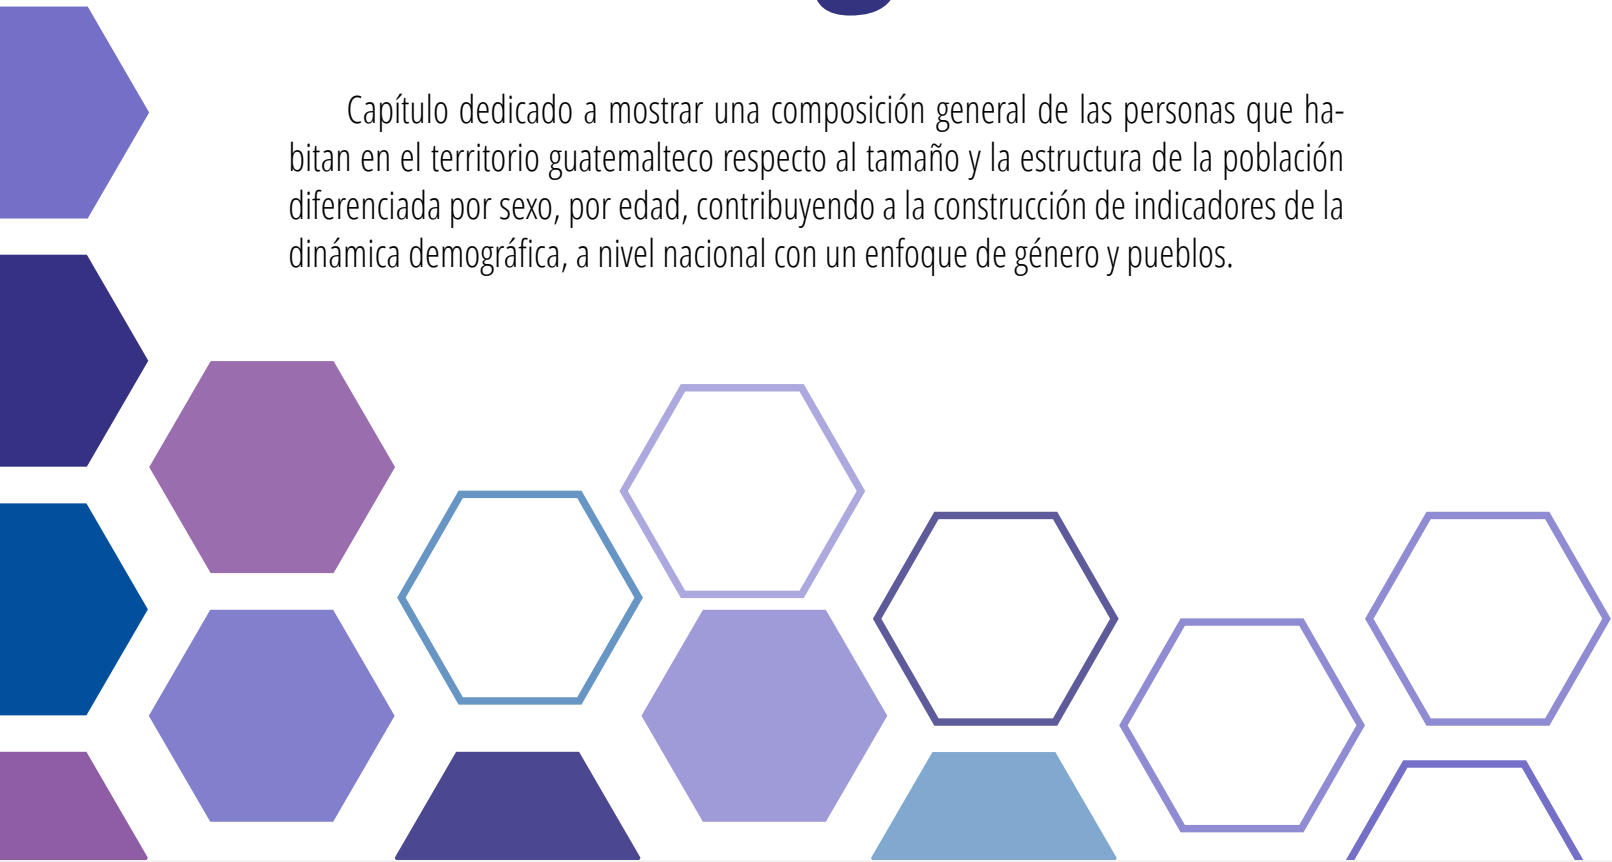 Capítulo dedicado a mostrar una composición general de las personas que ha-
bitan en el territorio guatemalteco respecto al tamaño y la estructura de la población
diferenciada por sexo, por edad, contribuyendo a la construcción de indicadores de la
dinámica demográfica, a nivel nacional con un enfoque de género y pueblos.